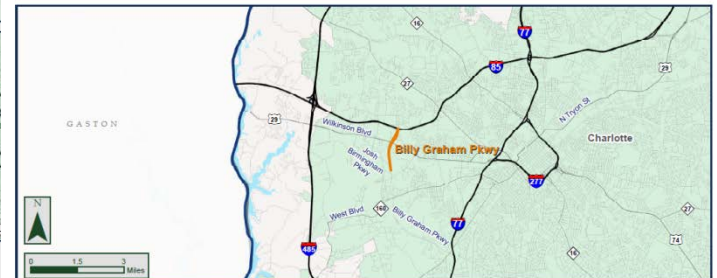 16
77
85
27
29
N Tryon St
GASTON
29
Wilkinson Blvd
Charlotte
Josh
Birmingham
Pkwy
Billy Graham Pkwy
277
N
West Blvd
160
Billy Graham Pkwy
77
27
74
485
16
0 1.5 3
Miles